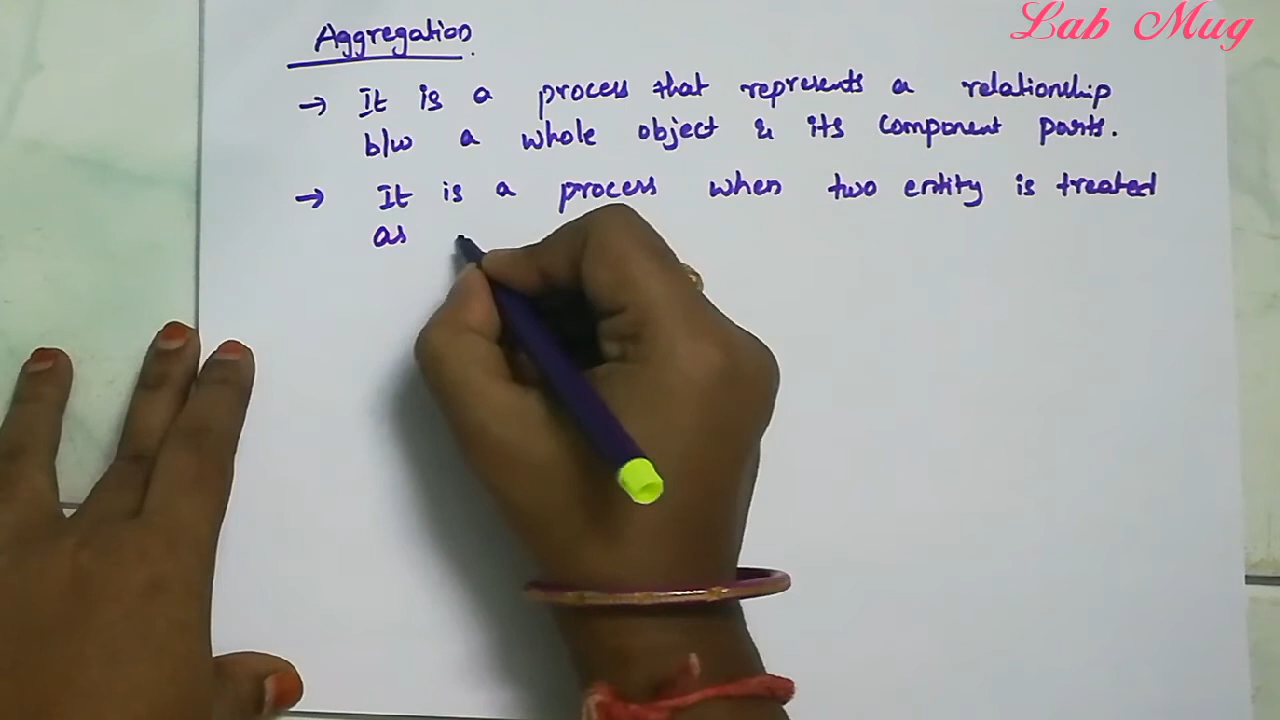 Lab Mug
Aggregation
→ It is a process that represents a relationship
b/w a whole object & its component parts.
→ It is a process when two entity is treated
as